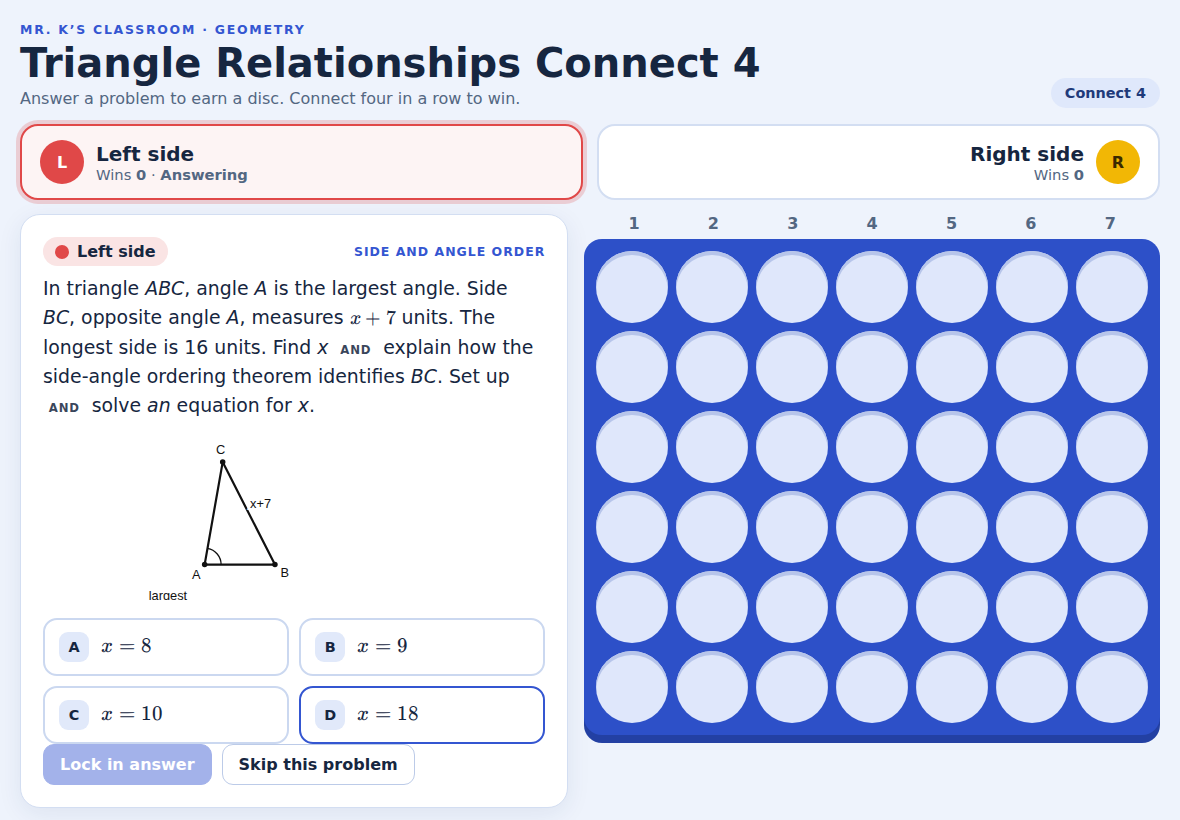 MR. K'S CLASSROOM · GEOMETRY
Triangle Relationships Connect 4
Answer a problem to earn a disc. Connect four in a row to win.
Connect 4
L
Left side
Wins 0 · Answering
Right side
Wins 0
R
Left side
SIDE AND ANGLE ORDER
In triangle ABC, angle A is the largest angle. Side
BC, opposite angle A, measures x + 7 units. The
longest side is 16 units. Find x AND explain how the
side-angle ordering theorem identifies BC. Set up
AND solve an equation for x.
C
x+7
A
B
largest
A x = 8
B x = 9
C x = 10
D x = 18
Lock in answer
Skip this problem
1 2 3 4 5 6 7